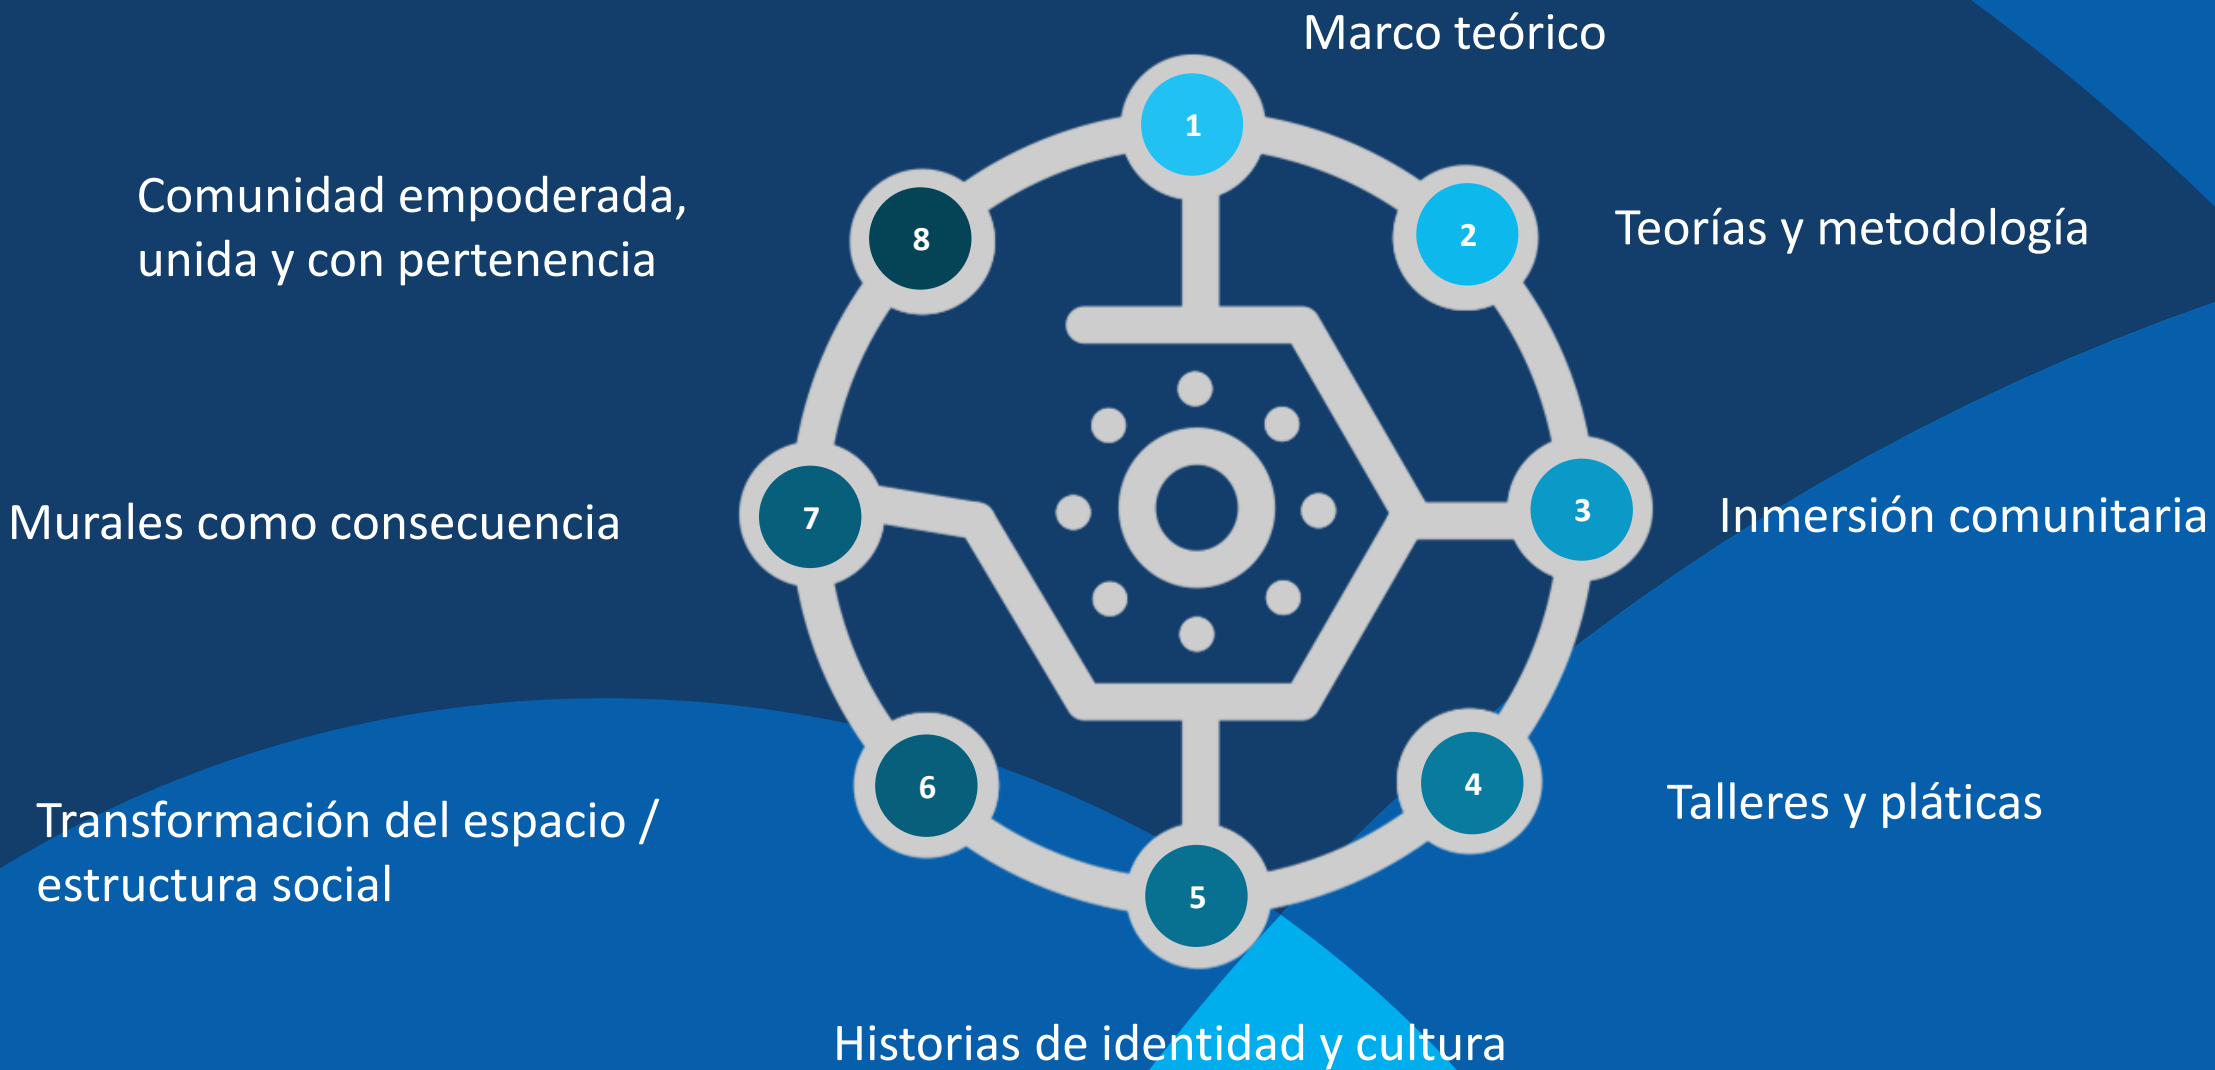 Marco teórico
1
2
Teorías y metodología
3
Inmersión comunitaria
4
Talleres y pláticas
5
Historias de identidad y cultura
6
Transformación del espacio /
estructura social
7
Murales como consecuencia
8
Comunidad empoderada,
unida y con pertenencia